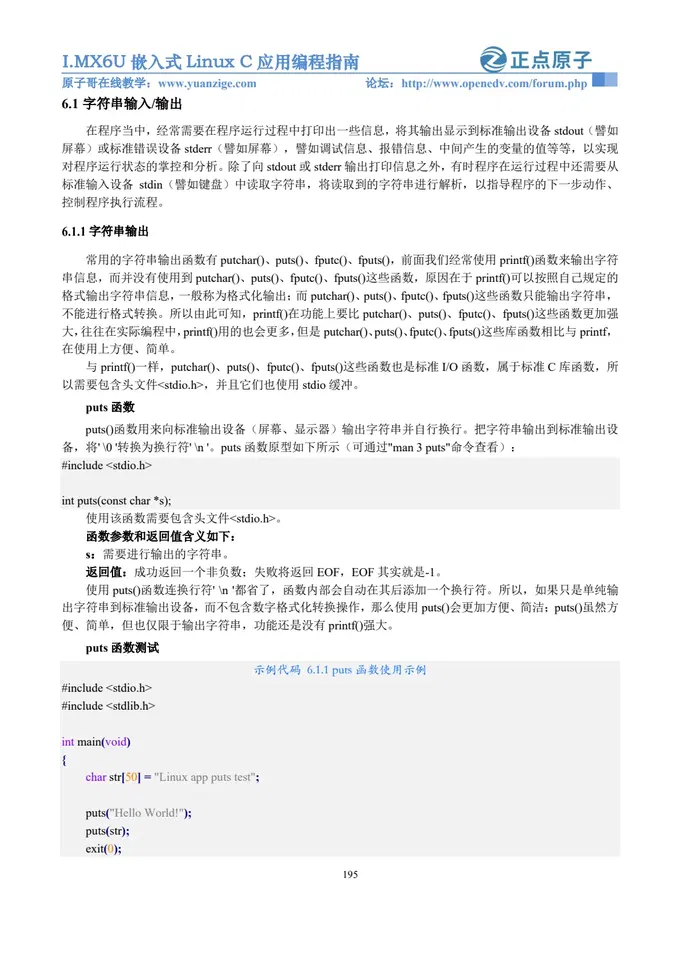 I.MX6U 嵌入式 Linux C 应用编程指南
正点原子
原子哥在线教学：www.yuanzige.com
论坛：http://www.openedv.com/forum.php
6.1 字符串输入/输出
在程序当中，经常需要在程序运行过程中打印出一些信息，将其输出显示到标准输出设备 stdout（譬如
屏幕）或标准错误设备 stderr（譬如屏幕），譬如调试信息、报错信息、中间产生的变量的值等等，以实现
对程序运行状态的掌控和分析。除了向 stdout 或 stderr 输出打印信息之外，有时程序在运行过程中还需要从
标准输入设备 stdin（譬如键盘）中读取字符串，将读取到的字符串进行解析，以指导程序的下一步动作、
控制程序执行流程。
6.1.1 字符串输出
常用的字符串输出函数有 putchar()、puts()、fputc()、fputs()，前面我们经常使用 printf()函数来输出字符
串信息，而并没有使用到 putchar()、puts()、fputc()、fputs()这些函数，原因在于 printf()可以按照自己规定的
格式输出字符串信息，一般称为格式化输出；而 putchar()、puts()、fputc()、fputs()这些函数只能输出字符串，
不能进行格式转换。所以由此可知，printf()在功能上要比 putchar()、puts()、fputc()、fputs()这些函数更加强
大，往往在实际编程中，printf()用的也会更多，但是 putchar()、puts()、fputc()、fputs()这些库函数相比与 printf，
在使用上方便、简单。
与 printf()一样，putchar()、puts()、fputc()、fputs()这些函数也是标准 I/O 函数，属于标准 C 库函数，所
以需要包含头文件<stdio.h>，并且它们也使用 stdio 缓冲。
puts 函数
puts()函数用来向标准输出设备（屏幕、显示器）输出字符串并自行换行。把字符串输出到标准输出设
备，将' \0 '转换为换行符' \n '。puts 函数原型如下所示（可通过"man 3 puts"命令查看）：
#include <stdio.h>
int puts(const char *s);
使用该函数需要包含头文件<stdio.h>。
函数参数和返回值含义如下：
s：需要进行输出的字符串。
返回值：成功返回一个非负数；失败将返回 EOF，EOF 其实就是-1。
使用 puts()函数连换行符' \n '都省了，函数内部会自动在其后添加一个换行符。所以，如果只是单纯输
出字符串到标准输出设备，而不包含数字格式化转换操作，那么使用 puts()会更加方便、简洁；puts()虽然方
便、简单，但也仅限于输出字符串，功能还是没有 printf()强大。
puts 函数测试
示例代码 6.1.1 puts 函数使用示例
#include <stdio.h>
#include <stdlib.h>
int main(void)
{
char str[50] = "Linux app puts test";
puts("Hello World!");
puts(str);
exit(0);
195